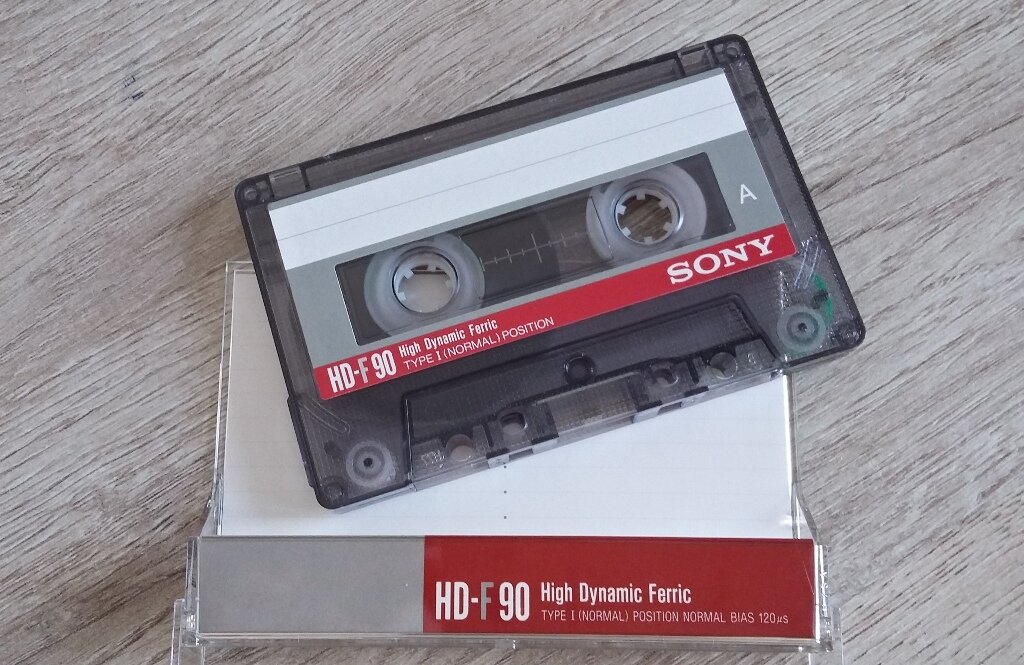 A
SONY
HD-F 90 High Dynamic Ferric
TYPE I (NORMAL) POSITION
HD-F 90 High Dynamic Ferric
TYPE I (NORMAL) POSITION NORMAL BIAS 120μs